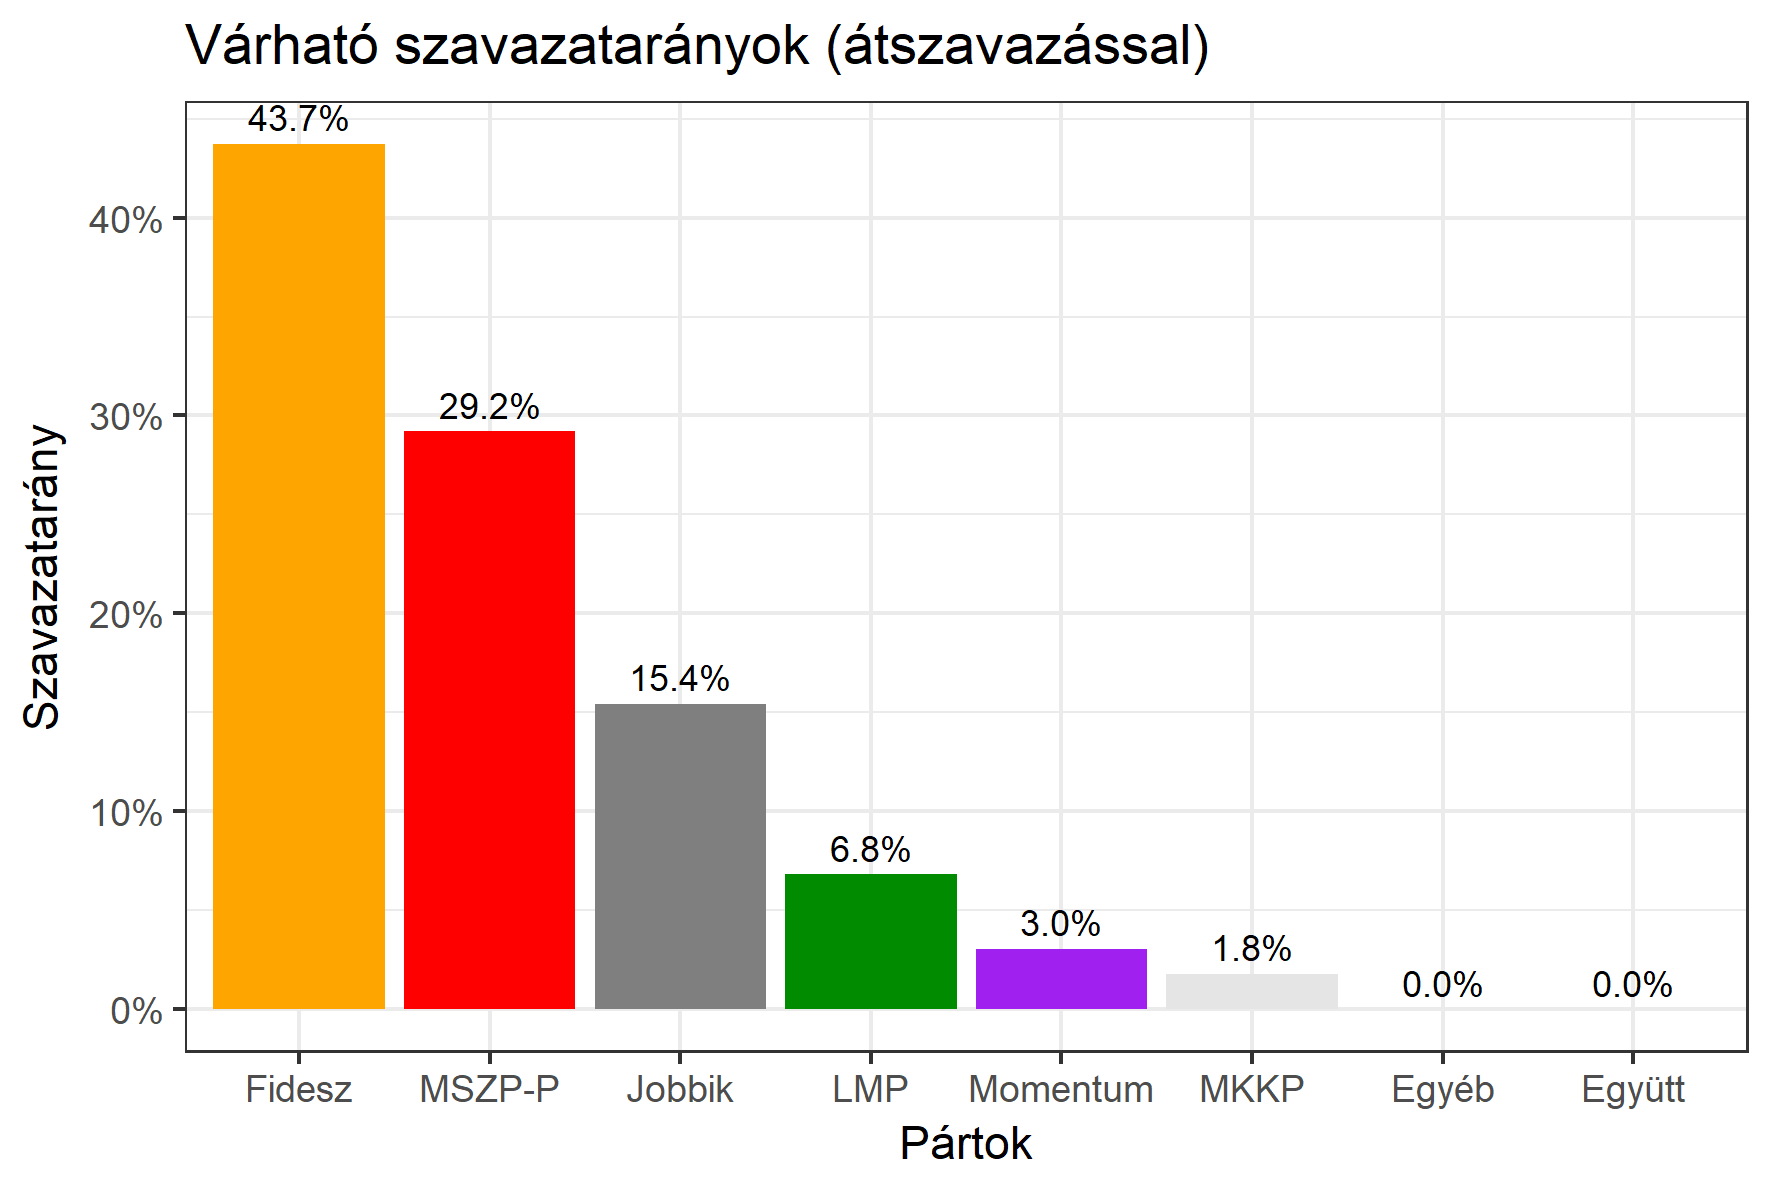 Várható szavazatarányok (átszavazással)
43.7%
29.2%
15.4%
6.8%
3.0%
1.8%
0.0%
0.0%
40%
30%
20%
10%
0%
Szavazatarány
Fidesz
MSZP-P
Jobbik
LMP
Momentum
MKKP
Egyéb
Együtt
Pártok